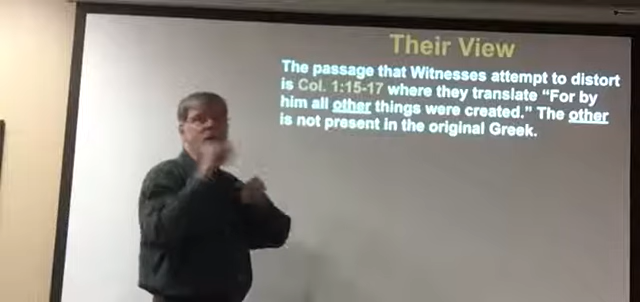 Their View
The passage that Witnesses attempt to distort
is Col. 1:15-17 where they translate “For by
him all other things were created.” The other
is not present in the original Greek.